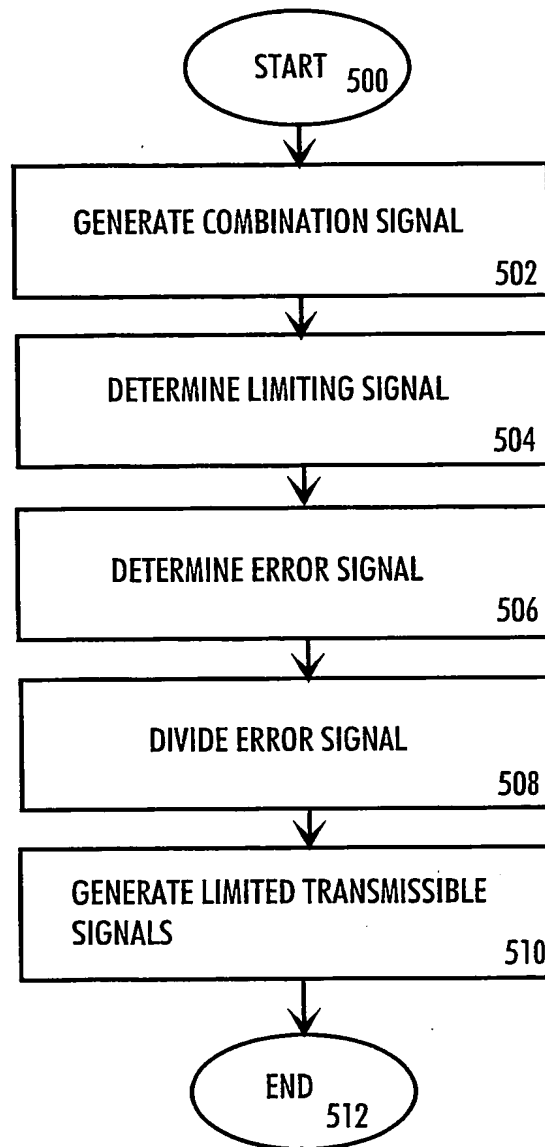 START 500
GENERATE COMBINATION SIGNAL
502
DETERMINE LIMITING SIGNAL
504
DETERMINE ERROR SIGNAL
506
DIVIDE ERROR SIGNAL
508
GENERATE LIMITED TRANSMISSIBLE
SIGNALS
510
END
512